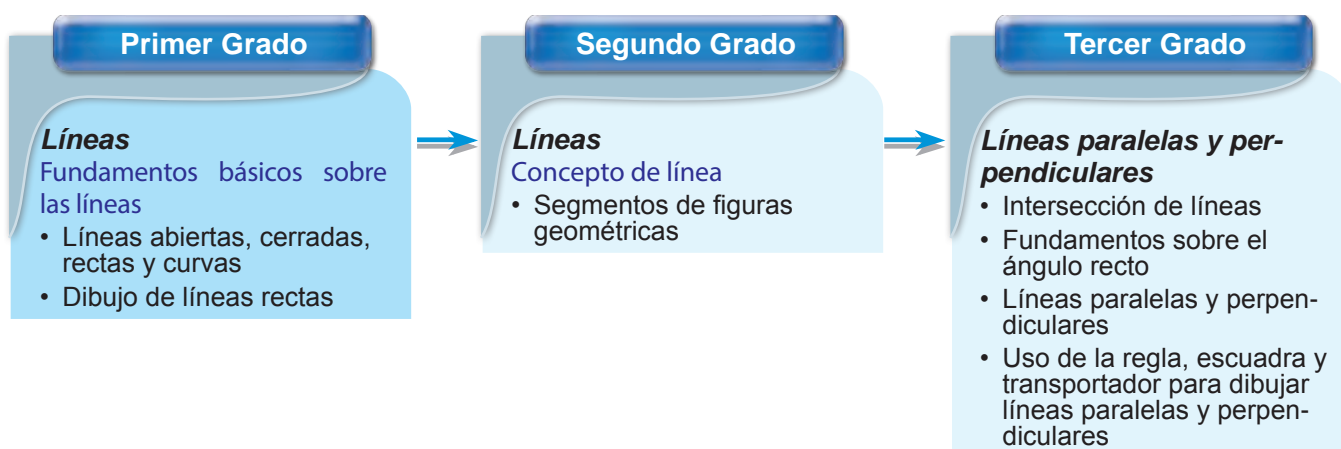 Primer Grado
Líneas
Fundamentos básicos sobre
las líneas
• Líneas abiertas, cerradas,
rectas y curvas
• Dibujo de líneas rectas
Segundo Grado
Líneas
Concepto de línea
• Segmentos de figuras
geométricas
Tercer Grado
Líneas paralelas y per-
pendiculares
• Intersección de líneas
• Fundamentos sobre el
ángulo recto
• Líneas paralelas y perpen-
diculares
• Uso de la regla, escuadra y
transportador para dibujar
líneas paralelas y perpen-
diculares